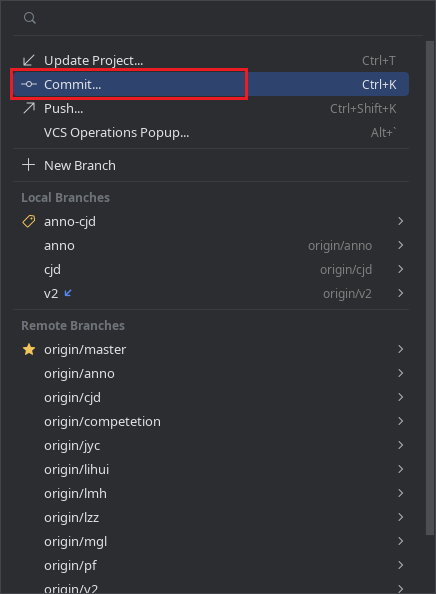 Update Project... Ctrl+T
Commit... Ctrl+K
Push... Ctrl+Shift+K
VCS Operations Popup... Alt+`
New Branch
Local Branches
anno-cjd
anno origin/anno
cjd origin/cjd
v2 origin/v2
Remote Branches
origin/master
origin/anno
origin/cjd
origin/competetion
origin/jyc
origin/lihui
origin/lmh
origin/lzz
origin/mgl
origin/pf
origin/v2